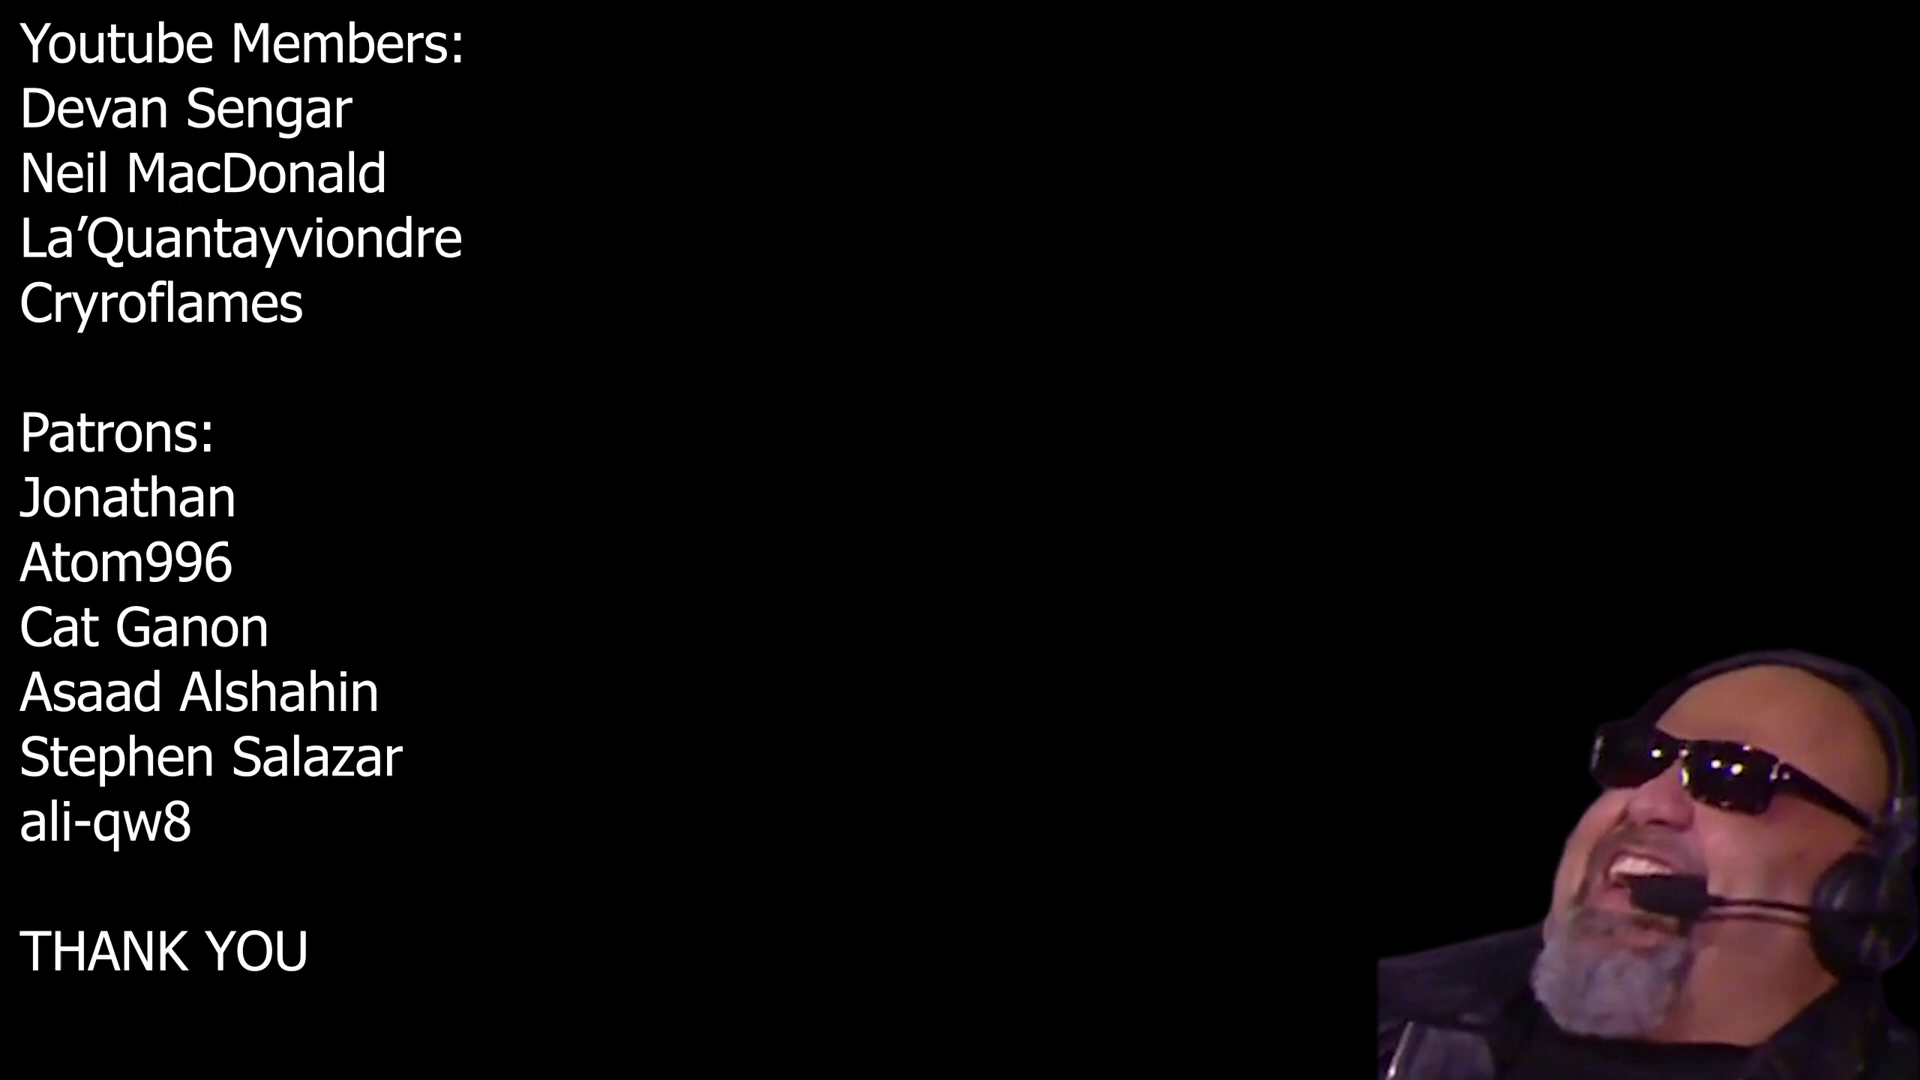 Youtube Members:
Devan Sengar
Neil MacDonald
La’Quantayviondre
Cryroflames
Patrons:
Jonathan
Atom996
Cat Ganon
Asaad Alshahin
Stephen Salazar
ali-qw8
THANK YOU